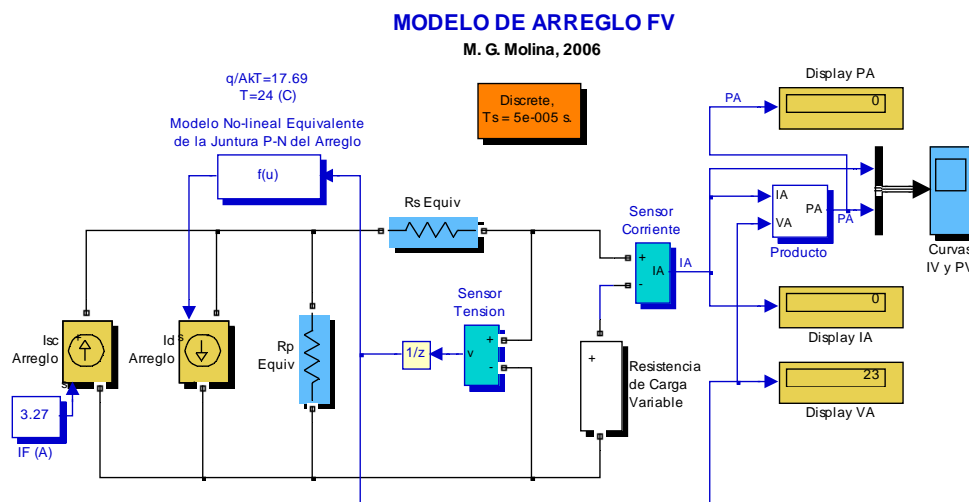 MODELO DE ARREGLO FV
M. G. Molina, 2006
q/AkT=17.69
T=24 (C)
Modelo No-lineal Equivalente
de la Juntura P-N del Arreglo
f(u)
Discrete,
Ts = 5e-005 s.
Display PA
0
PA
Rs Equiv
Sensor
Corriente
+
IA
-
IA
IA
VA
PA
PA
Producto
Curvas
IV y PV
Sensor
Tension
+
v
-
1/z
Isc
Arreglo
+
s
Id
Arreglo
s
Rp
Equiv
+
Resistencia
de Carga
Variable
0
Display IA
23
Display VA
3.27
IF (A)